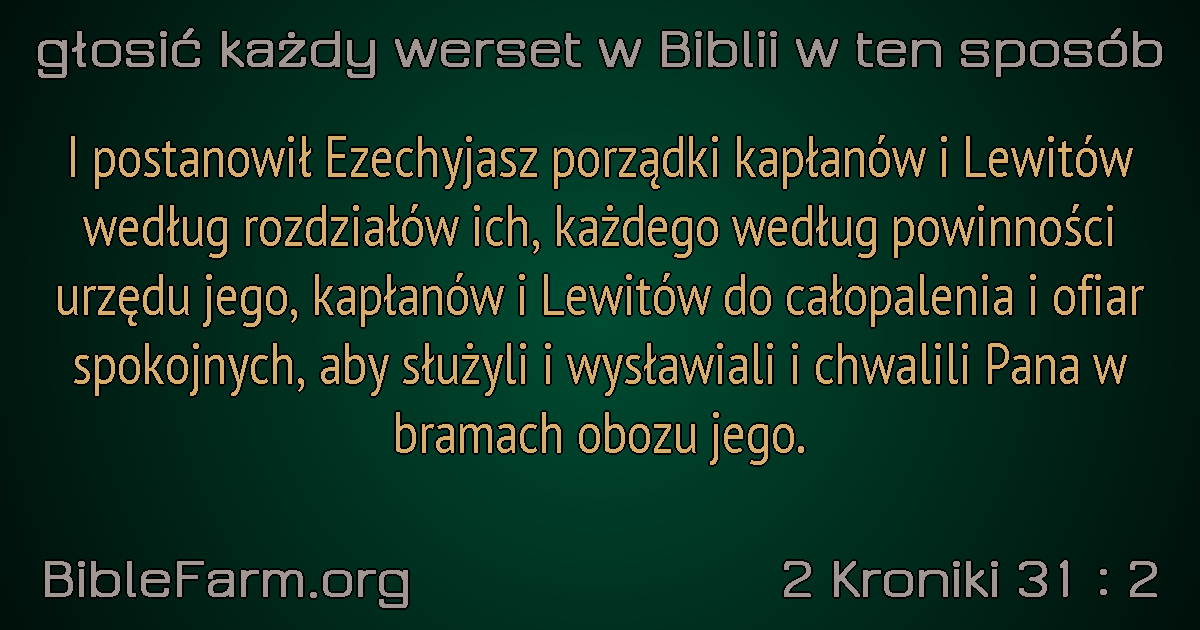 głosić każdy werset w Biblii w ten sposób
I postanowił Ezechyjasz porządki kapłanów i Lewitów
według rozdziałów ich, każdego według powinności
urzędu jego, kapłanów i Lewitów do całopalenia i ofiar
spokojnych, aby służyli i wysławiali i chwalili Pana w
bramach obozu jego.
BibleFarm.org
2 Kroniki 31 : 2